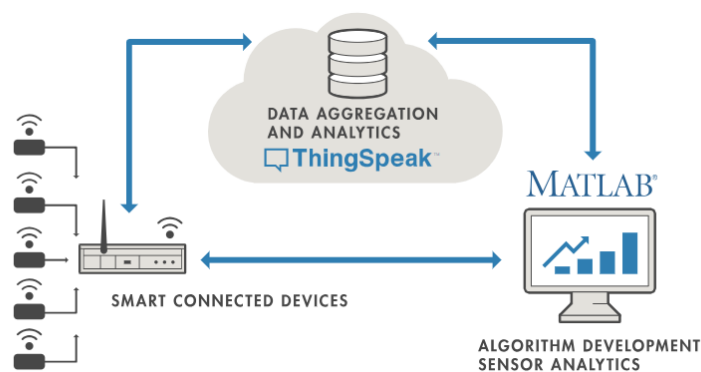 DATA AGGREGATION
AND ANALYTICS
ThingSpeak™
MATLAB®
SMART CONNECTED DEVICES
ALGORITHM DEVELOPMENT
SENSOR ANALYTICS